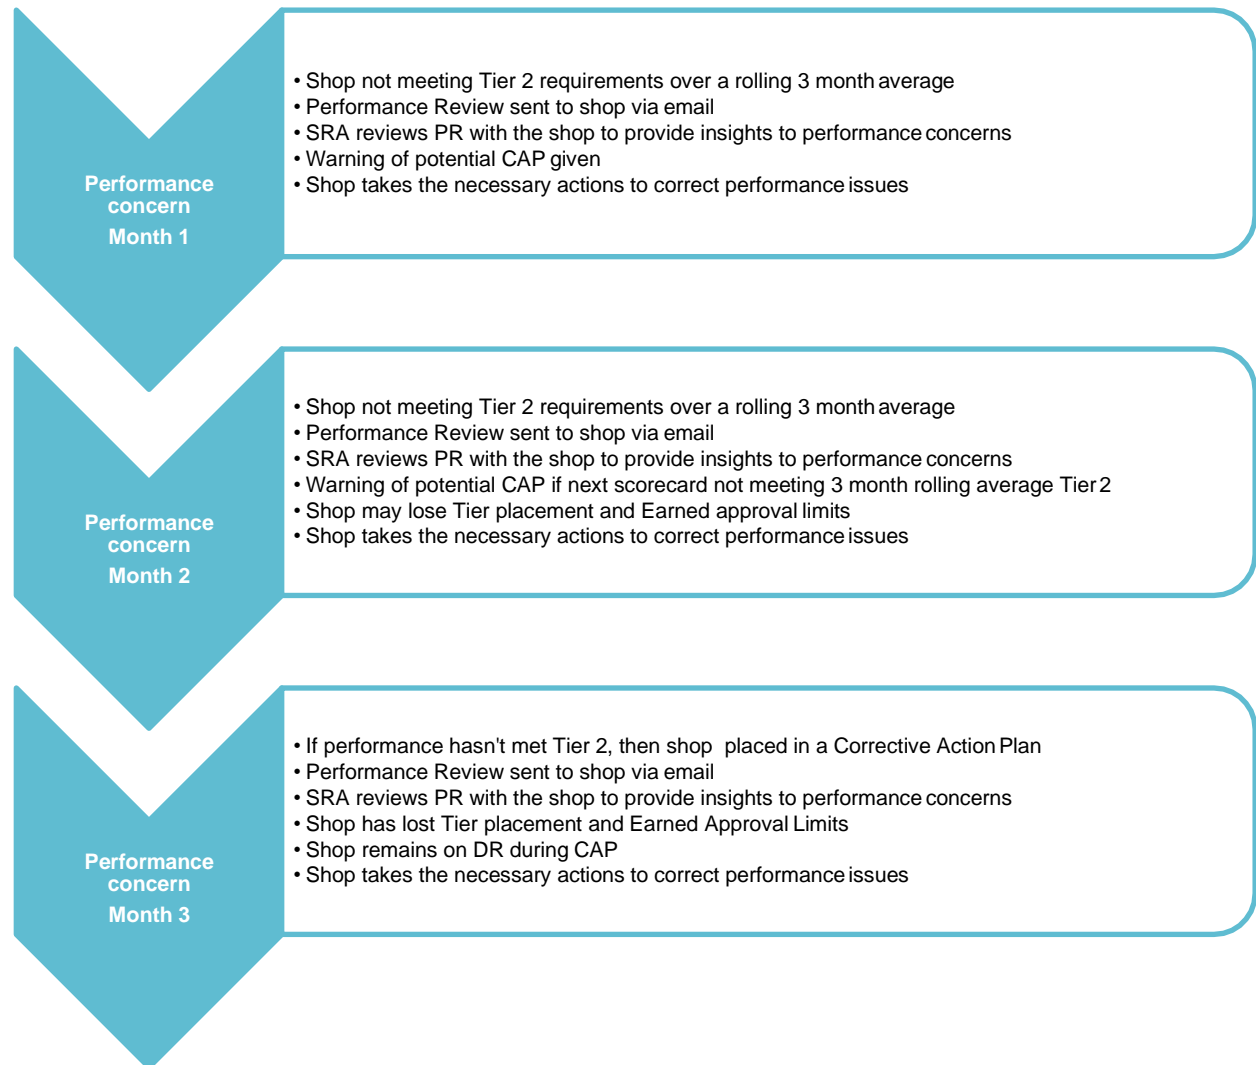 Performance
concern
Month 1
• Shop not meeting Tier 2 requirements over a rolling 3 month average
• Performance Review sent to shop via email
• SRA reviews PR with the shop to provide insights to performance concerns
• Warning of potential CAP given
• Shop takes the necessary actions to correct performance issues
Performance
concern
Month 2
• Shop not meeting Tier 2 requirements over a rolling 3 month average
• Performance Review sent to shop via email
• SRA reviews PR with the shop to provide insights to performance concerns
• Warning of potential CAP if next scorecard not meeting 3 month rolling average Tier 2
• Shop may lose Tier placement and Earned approval limits
• Shop takes the necessary actions to correct performance issues
Performance
concern
Month 3
• If performance hasn't met Tier 2, then shop placed in a Corrective Action Plan
• Performance Review sent to shop via email
• SRA reviews PR with the shop to provide insights to performance concerns
• Shop has lost Tier placement and Earned Approval Limits
• Shop remains on DR during CAP
• Shop takes the necessary actions to correct performance issues